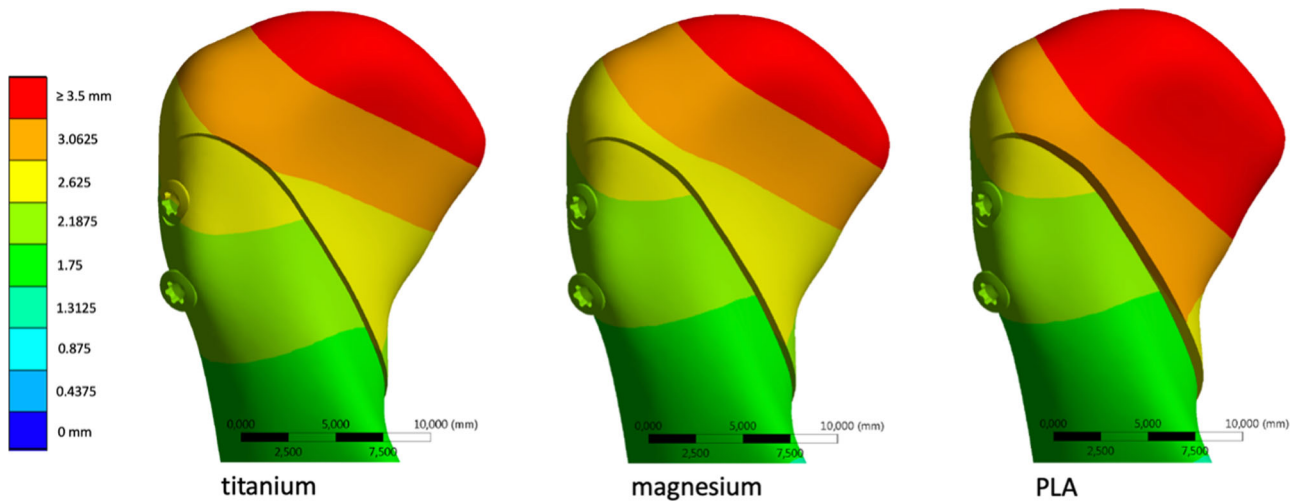 ≥ 3.5 mm
3.0625
2.625
2.1875
1.75
1.3125
0.875
0.4375
0 mm
0,000 5,000 10,000 (mm)
2,500 7,500
titanium
0,000 5,000 10,000 (mm)
2,500 7,500
magnesium
0,000 5,000 10,000 (mm)
2,500 7,500
PLA